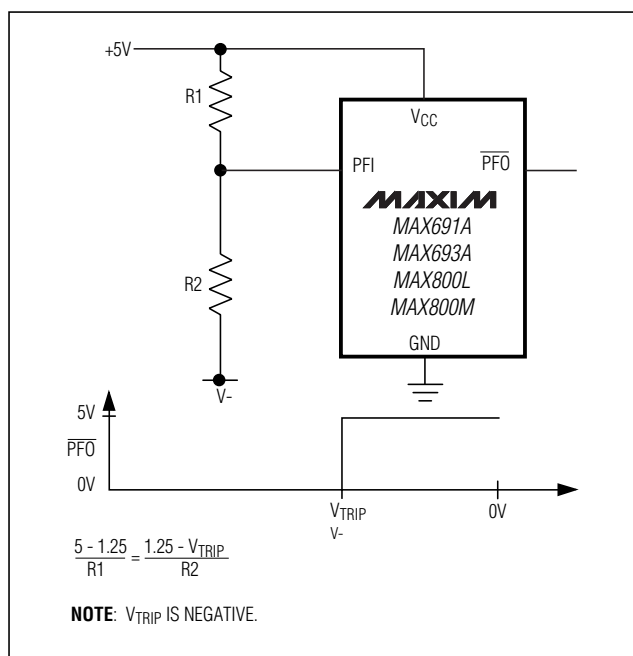 +5V
R1
VCC
PFI
PFO
MAXIM
MAX691A
MAX693A
MAX800L
MAX800M
R2
GND
V-
5V
PFO
0V
VTRIP
V-
0V
5 - 1.25 / R1 = 1.25 - VTRIP / R2
NOTE: VTRIP IS NEGATIVE.